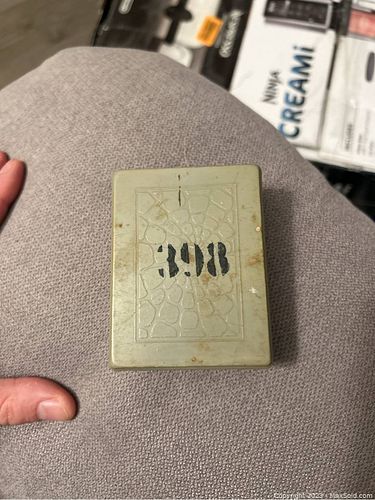 NINJA
CREAMi
398
Copyright 2023 - MaxSold.com